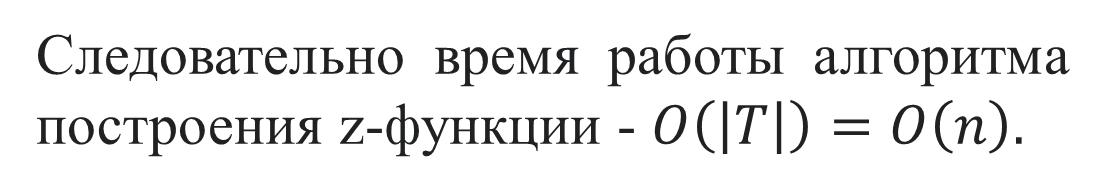 Следовательно время работы алгоритма
построения z-функции - O(|T|) = O(n).